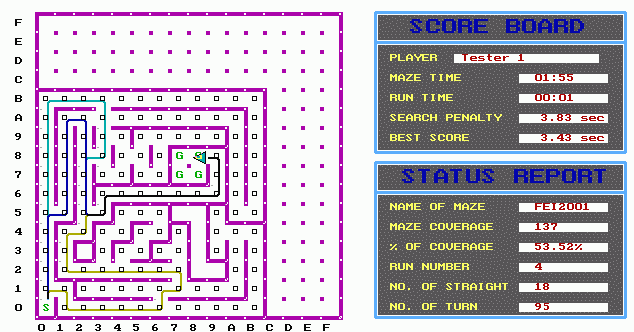 F
E
D
C
B
A
9
8 G
7 G G
6
5
4
3
2
1
0 S
0 1 2 3 4 5 6 7 8 9 A B C D E F
SCORE BOARD
PLAYER Tester 1
MAZE TIME 01:55
RUN TIME 00:01
SEARCH PENALTY 3.83 sec
BEST SCORE 3.43 sec
STATUS REPORT
NAME OF MAZE FEI2001
MAZE COVERAGE 137
% OF COVERAGE 53.52%
RUN NUMBER 4
NO. OF STRAIGHT 18
NO. OF TURN 95